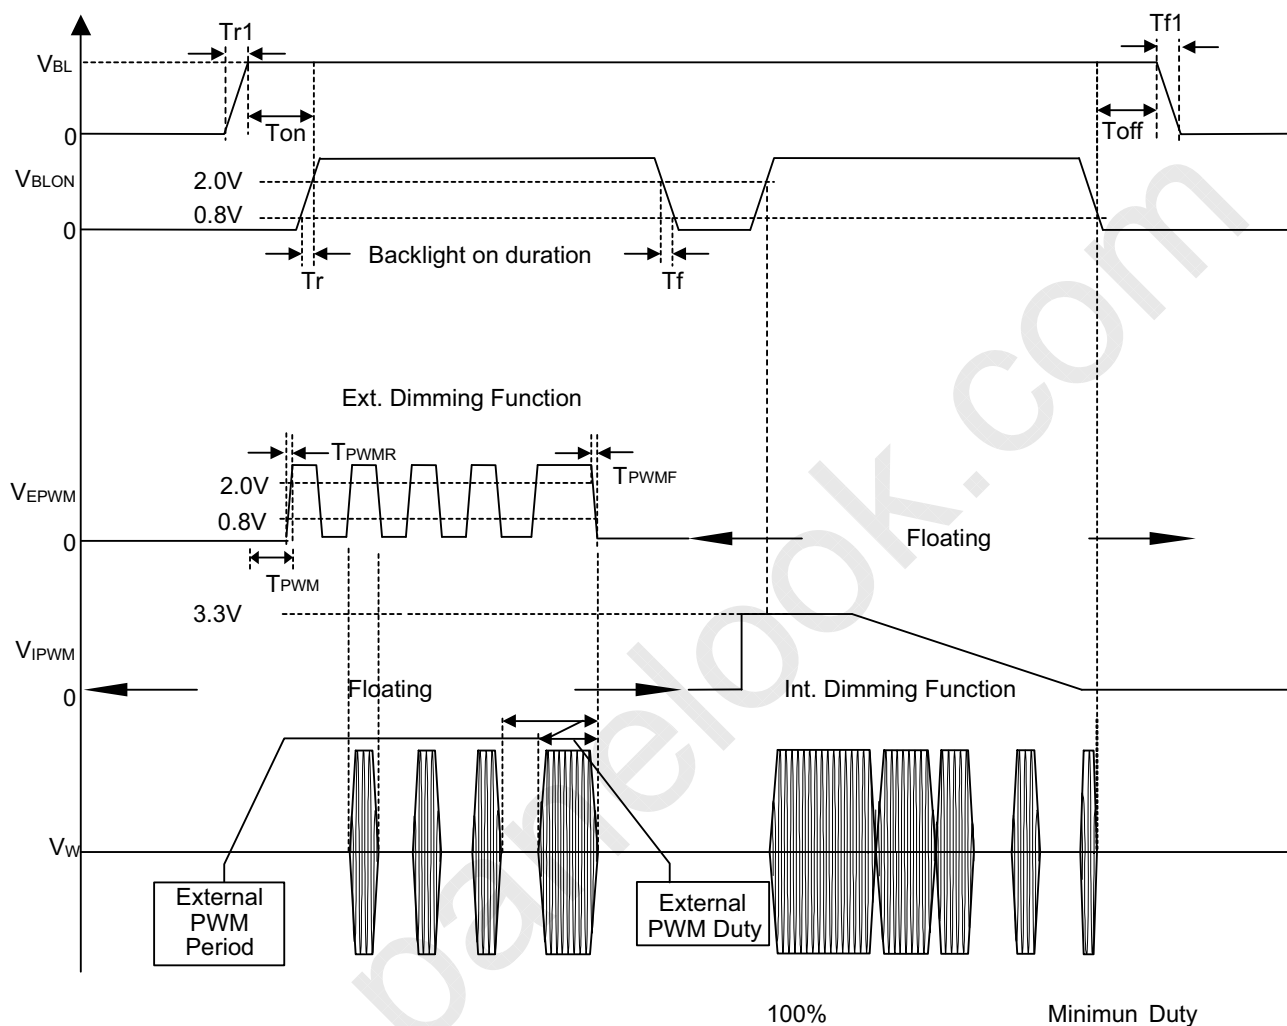 Tr1
Tf1
VBL
Ton
Toff
0
VBLON
2.0V
0.8V
0
Backlight on duration
Tr
Tf
Ext. Dimming Function
TPWMR
TPWMF
VEPWM
2.0V
0.8V
0
Floating
TPWM
3.3V
VIPWM
0
Floating
Int. Dimming Function
VW
External
PWM
Period
External
PWM Duty
100%
Minimun Duty
panelook.com